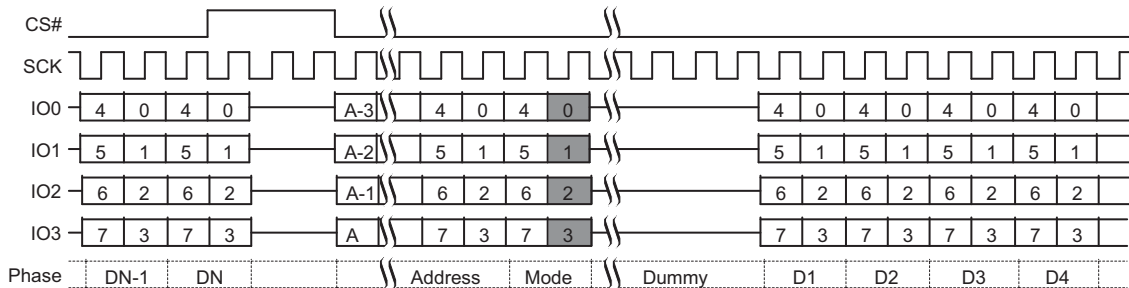 CS#
SCK
IO0 4 0 4 0 A-3 4 0 4 0 4 0 4 0 4 0 4 0
IO1 5 1 5 1 A-2 5 1 5 1 5 1 5 1 5 1 5 1
IO2 6 2 6 2 A-1 6 2 6 2 6 2 6 2 6 2 6 2
IO3 7 3 7 3 A 7 3 7 3 7 3 7 3 7 3 7 3
Phase DN-1 DN Address Mode Dummy D1 D2 D3 D4